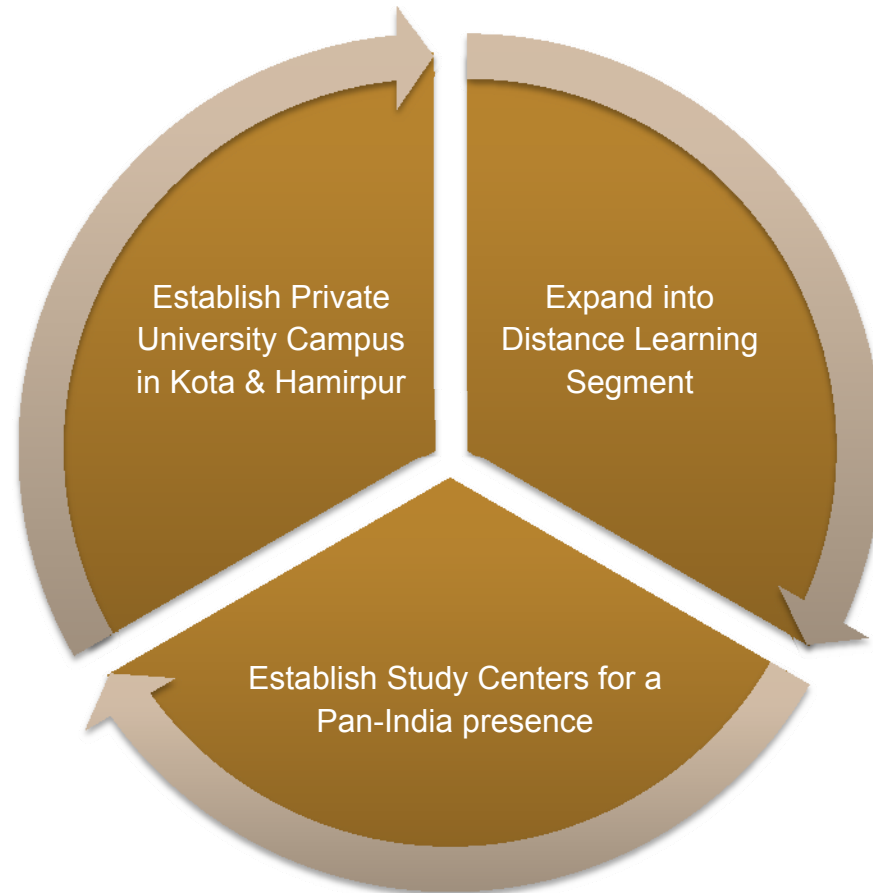 Establish Private
University Campus
in Kota & Hamirpur
Expand into
Distance Learning
Segment
Establish Study Centers for a
Pan-India presence